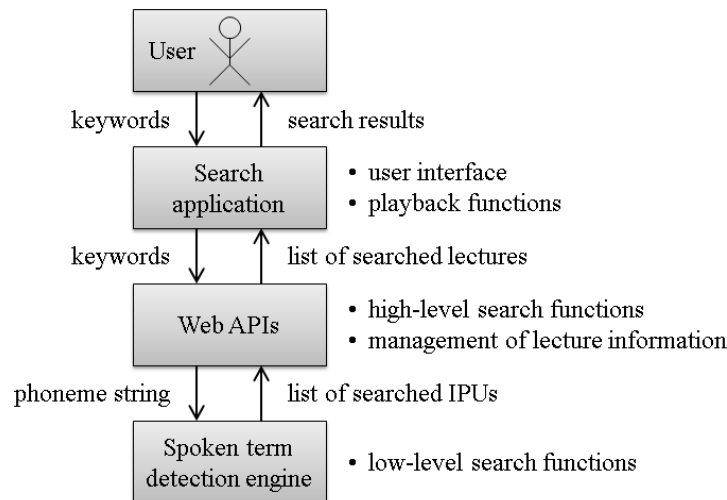 User
keywords
search results
Search
application
• user interface
• playback functions
keywords
list of searched lectures
Web APIs
• high-level search functions
• management of lecture information
phoneme string
list of searched IPUs
Spoken term
detection engine
• low-level search functions